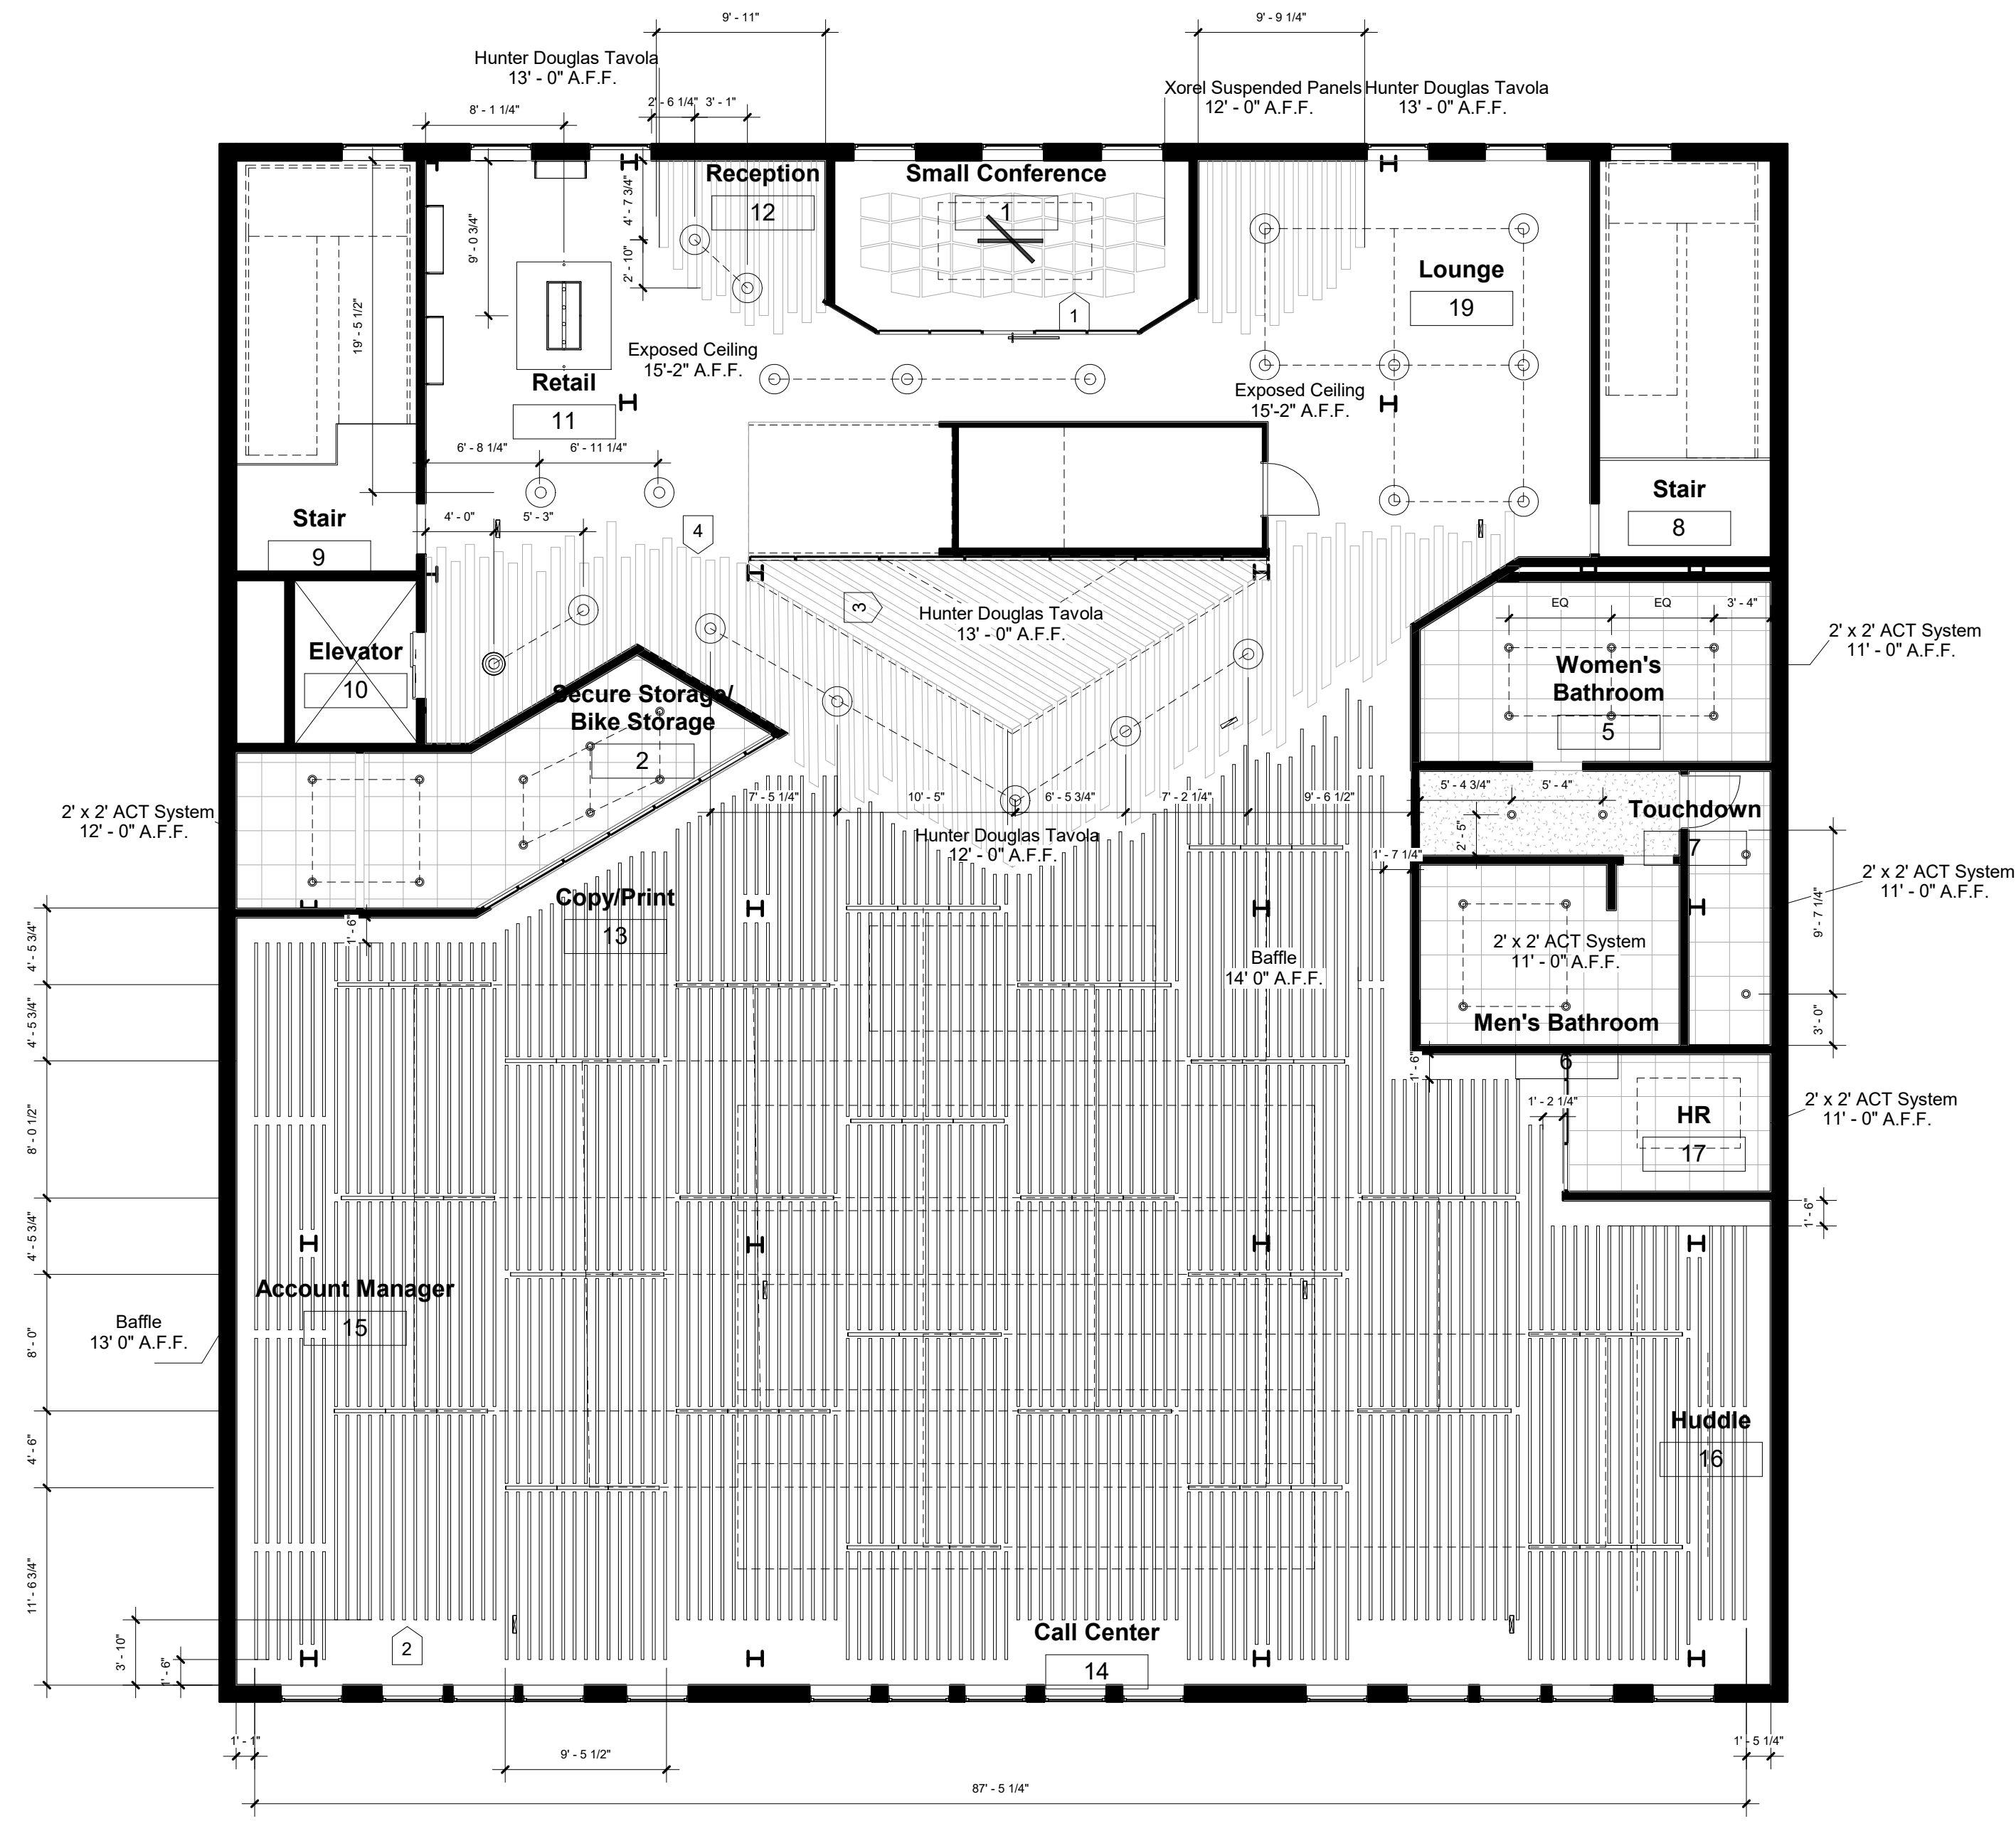 9' - 11"
9' - 9 1/4"
Hunter Douglas Tavola
13' - 0" A.F.F.
Xorel Suspended Panels
12' - 0" A.F.F.
Hunter Douglas Tavola
13' - 0" A.F.F.
8' - 1 1/4"
2' - 6 1/4"
3' - 1"
Reception
12
Small Conference
1
4' - 7 3/4"
2' - 10"
9' - 0 3/4"
19' - 5 1/2"
Lounge
19
1
Exposed Ceiling
15'-2" A.F.F.
Retail
11
Exposed Ceiling
15'-2" A.F.F.
6' - 8 1/4"
6' - 11 1/4"
Stair
9
4' - 0"
5' - 3"
4
Stair
8
3
Hunter Douglas Tavola
13' - 0" A.F.F.
EQ
EQ
3' - 4"
2' x 2' ACT System
11' - 0" A.F.F.
Elevator
10
Secure Storage/
Bike Storage
2
Women's
Bathroom
5
2' x 2' ACT System
12' - 0" A.F.F.
7' - 5 1/4"
10' - 5"
6' - 5 3/4"
7' - 2 1/4"
9' - 6 1/2"
5' - 4 3/4"
5' - 4"
Touchdown
7
2' - 5"
1' - 7 1/4"
Hunter Douglas Tavola
12' - 0" A.F.F.
2' x 2' ACT System
11' - 0" A.F.F.
9' - 7 1/4"
3' - 0"
Copy/Print
13
1' - 6"
4' - 5 3/4"
4' - 5 3/4"
8' - 0 1/2"
4' - 5 3/4"
8' - 0"
4' - 6"
11' - 6 3/4"
Baffle
14' 0" A.F.F.
2' x 2' ACT System
11' - 0" A.F.F.
Men's Bathroom
6
1' - 6"
1' - 2 1/4"
HR
17
2' x 2' ACT System
11' - 0" A.F.F.
1' - 6"
Account Manager
15
Baffle
13' 0" A.F.F.
Huddle
16
Call Center
14
2
3' - 10"
1' - 6"
1' - 1"
9' - 5 1/2"
1' - 5 1/4"
87' - 5 1/4"